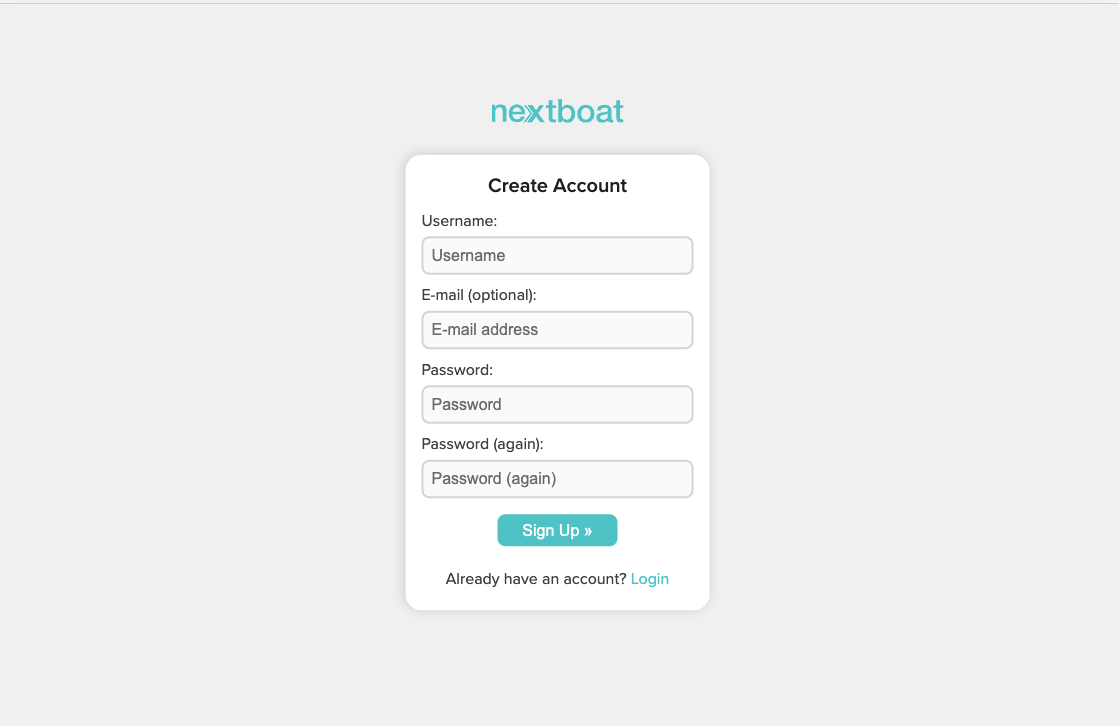 nextboat
Create Account
Username:
Username
E-mail (optional):
E-mail address
Password:
Password
Password (again):
Password (again)
Sign Up »
Already have an account? Login